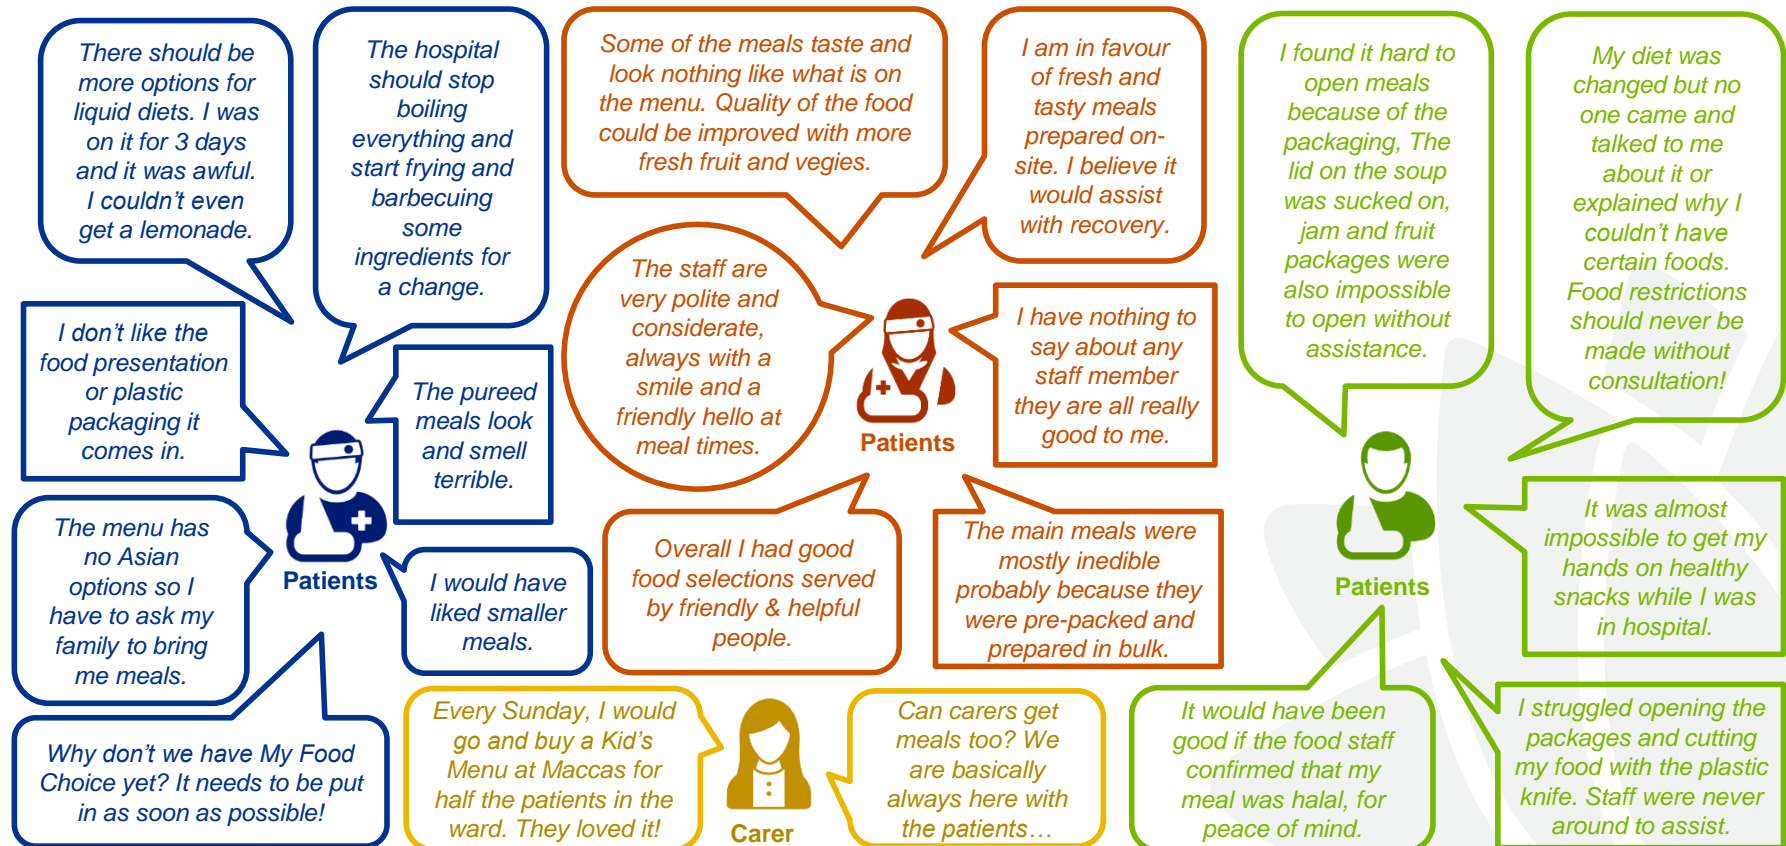 There should be
more options for
liquid diets. I was
on it for 3 days
and it was awful.
I couldn't even
get a lemonade.
The hospital
should stop
boiling
everything and
start frying and
barbecuing
some
ingredients for
a change.
I don't like the
food presentation
or plastic
packaging it
comes in.
The pureed
meals look
and smell
terrible.
Patients
The menu has
no Asian
options so I
have to ask my
family to bring
me meals.
I would have
liked smaller
meals.
Why don't we have My Food
Choice yet? It needs to be put
in as soon as possible!
Some of the meals taste and
look nothing like what is on
the menu. Quality of the food
could be improved with more
fresh fruit and vegies.
I am in favour
of fresh and
tasty meals
prepared on-
site. I believe it
would assist
with recovery.
The staff are
very polite and
considerate,
always with a
smile and a
friendly hello at
meal times.
I have nothing to
say about any
staff member
they are all really
good to me.
Patients
Overall I had good
food selections served
by friendly & helpful
people.
The main meals were
mostly inedible
probably because they
were pre-packed and
prepared in bulk.
Every Sunday, I would
go and buy a Kid's
Menu at Maccas for
half the patients in the
ward. They loved it!
Carer
Can carers get
meals too? We
are basically
always here with
the patients…
I found it hard to
open meals
because of the
packaging, The
lid on the soup
was sucked on,
jam and fruit
packages were
also impossible
to open without
assistance.
My diet was
changed but no
one came and
talked to me
about it or
explained why I
couldn't have
certain foods.
Food restrictions
should never be
made without
consultation!
Patients
It was almost
impossible to get my
hands on healthy
snacks while I was
in hospital.
It would have been
good if the food staff
confirmed that my
meal was halal, for
peace of mind.
I struggled opening the
packages and cutting
my food with the plastic
knife. Staff were never
around to assist.